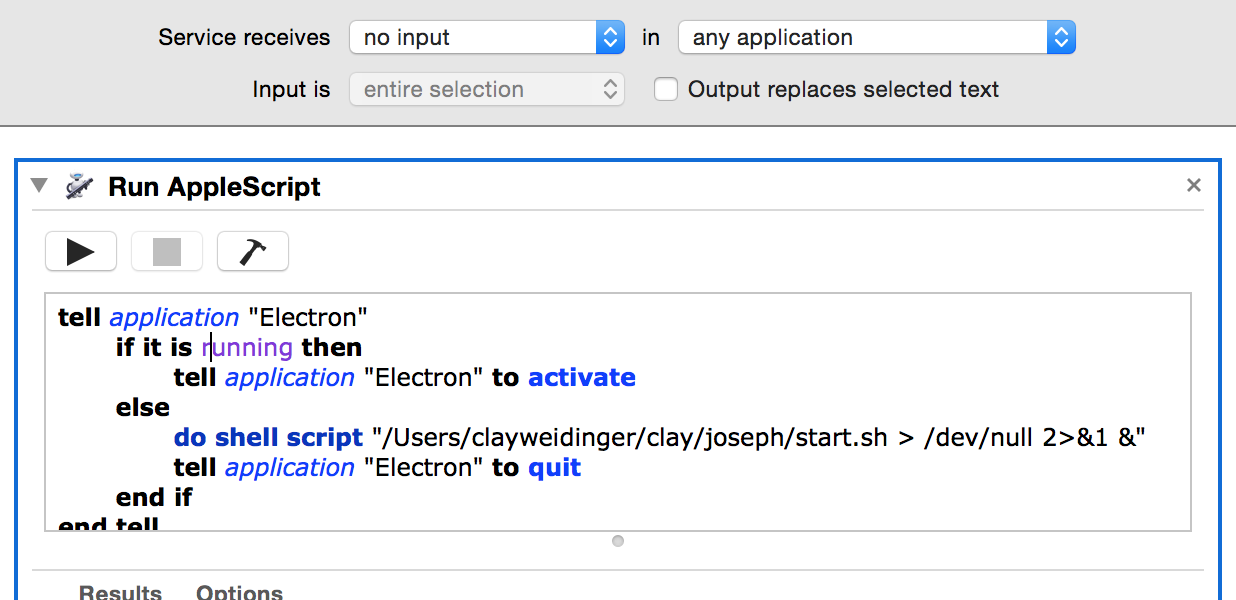 Service receives no input in any application
Input is entire selection Output replaces selected text
Run AppleScript
tell application "Electron"
if it is running then
tell application "Electron" to activate
else
do shell script "/Users/clayweidinger/clay/joseph/start.sh > /dev/null 2>&1 &"
tell application "Electron" to quit
end if
end tell
Results Options